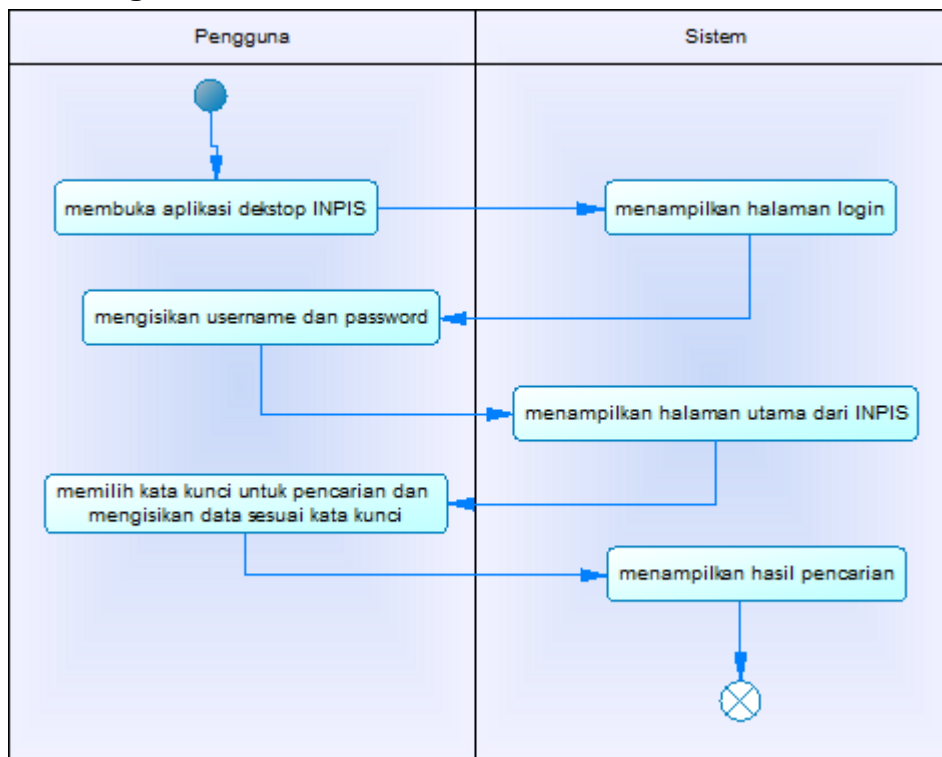 Pengguna
Sistem
membuka aplikasi dekstop INPIS
menampilkan halaman login
mengisikan username dan password
menampilkan halaman utama dari INPIS
memilih kata kunci untuk pencarian dan
mengisikan data sesuai kata kunci
menampilkan hasil pencarian